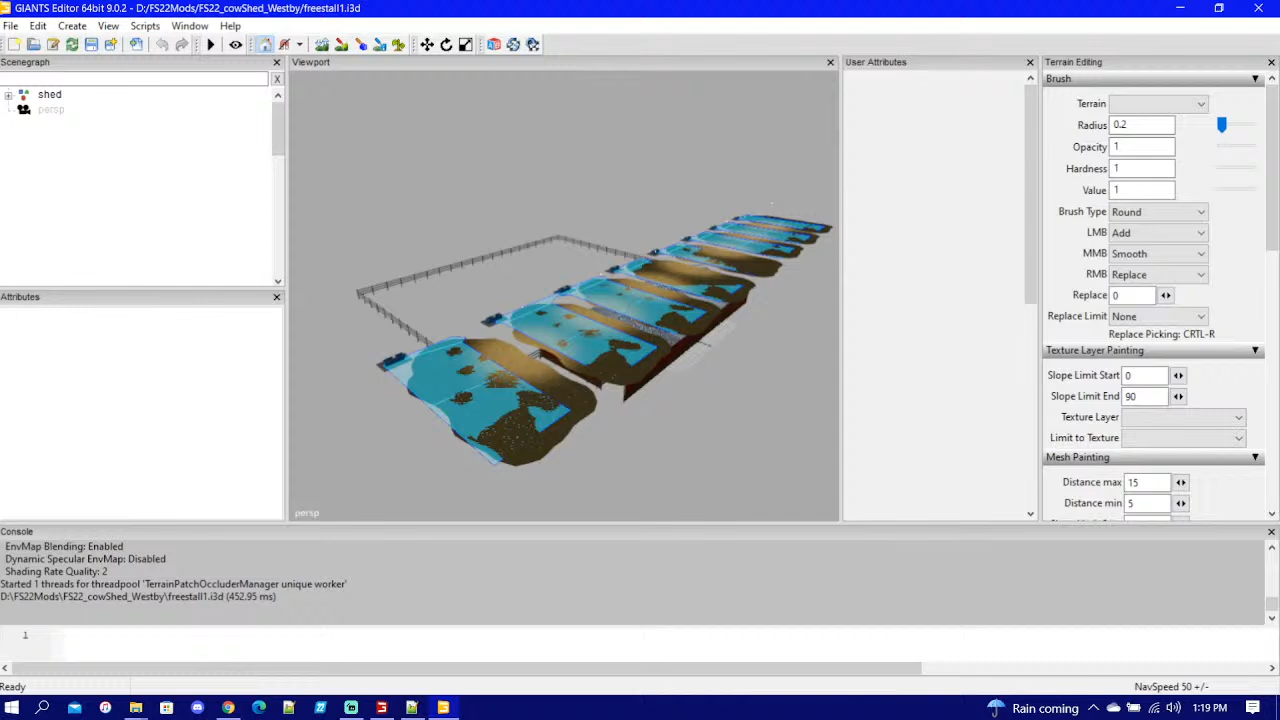 GIANTS Editor 64bit 9.0.2 - D:/FS22Mods/FS22_cowShed_Westby/freestall1.i3d
File Edit Create View Scripts Window Help
Scenegraph
X
shed
persp
Attributes
Viewport
persp
User Attributes
Terrain Editing
Brush
Terrain
Radius 0.2
Opacity 1
Hardness 1
Value 1
Brush Type Round
LMB Add
MMB Smooth
RMB Replace
Replace 0
Replace Limit None
Replace Picking: CRTL-R
Texture Layer Painting
Slope Limit Start 0
Slope Limit End 90
Texture Layer
Limit to Texture
Mesh Painting
Distance max 15
Distance min 5
Console
EnvMap Blending: Enabled
Dynamic Specular EnvMap: Disabled
Shading Rate Quality: 2
Started 1 threads for threadpool 'TerrainPatchOccluderManager unique worker'
D:\FS22Mods\FS22_cowShed_Westby\freestall1.i3d (452.95 ms)
1
Ready
NavSpeed 50 +/-
Rain coming
1:19 PM